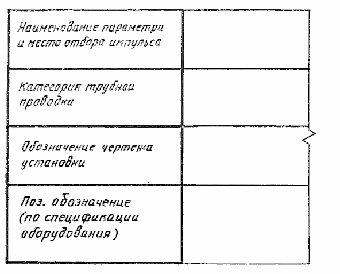 Наименование параметра
и место отбора импульса
Категория трубной
проводки
Обозначение чертежа
установки
Поз. обозначение
(по спецификации
оборудования)